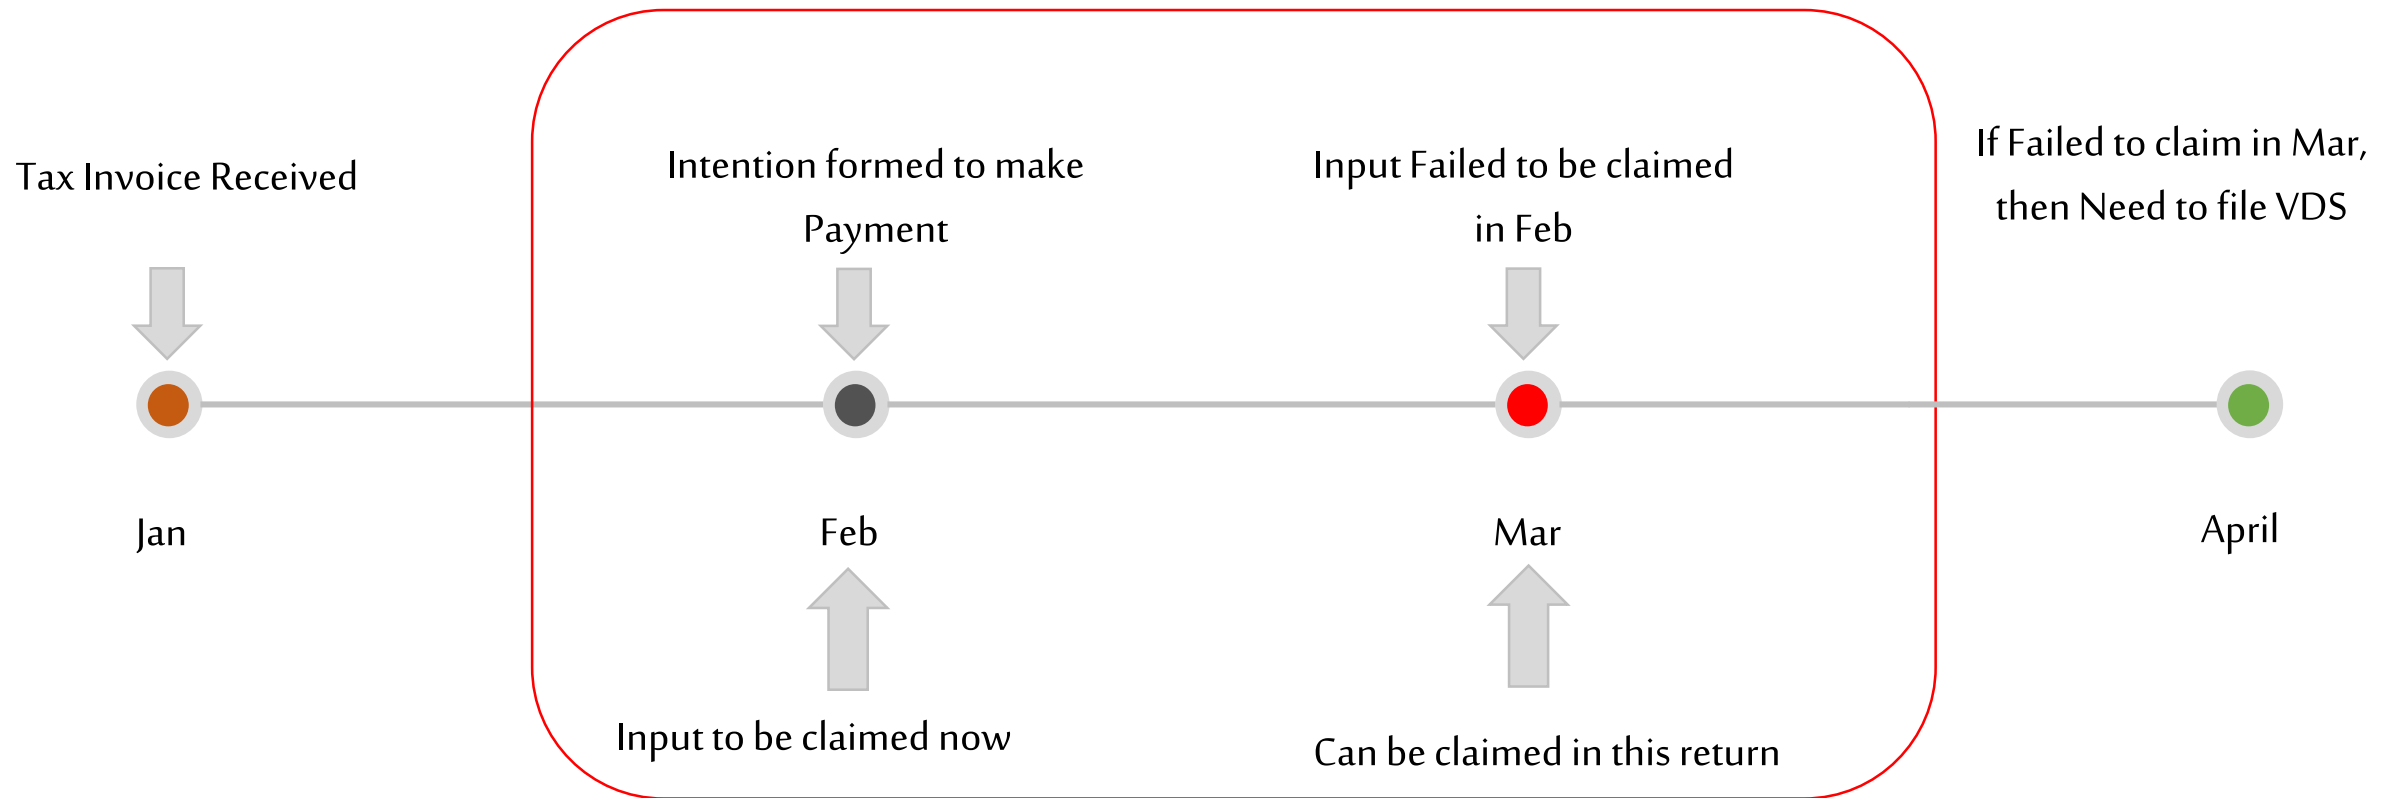 Tax Invoice Received
Intention formed to make
Payment
Input Failed to be claimed
in Feb
If Failed to claim in Mar,
then Need to file VDS
Jan
Feb
Mar
April
Input to be claimed now
Can be claimed in this return